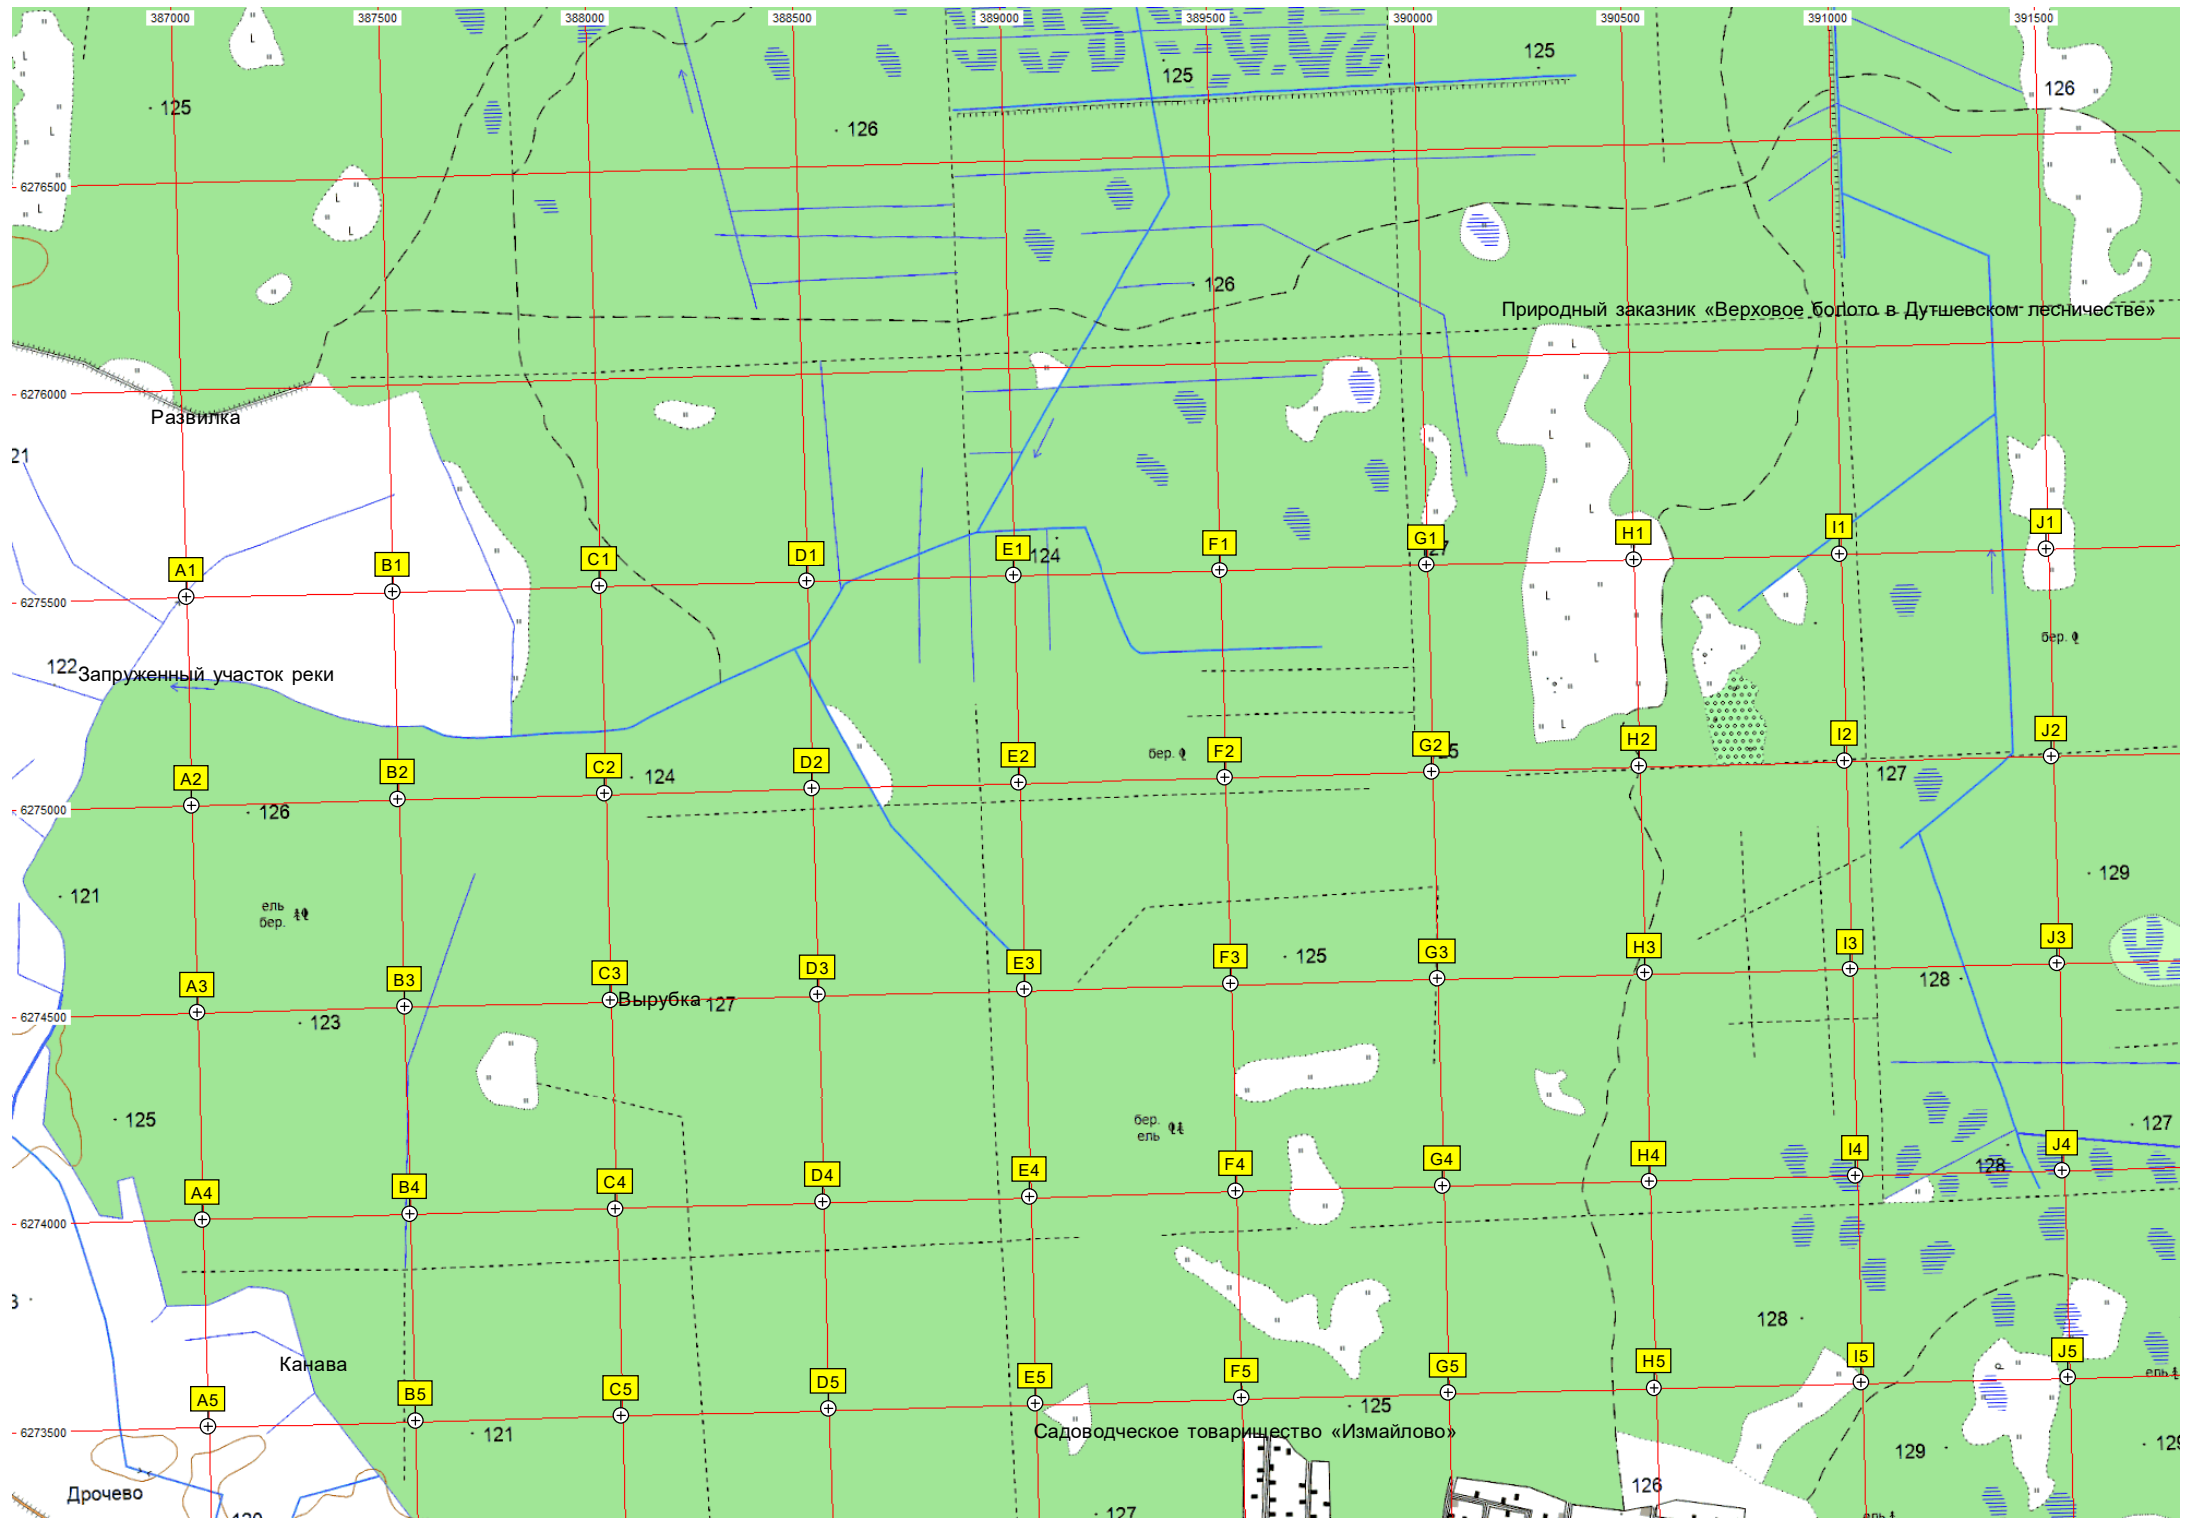 387000 387500 388000 388500 389000 389500 390000 390500 391000 391500
125
125
126
125
126
6276500
126
Природный заказник «Верховое болото в Дутшевском лесничестве»
6276000
Развилка
21
A1 B1 C1 D1 E1 F1 G1 H1 I1 J1
124
27
6275500
бер.
122
Запруженный участок реки
A2 B2 C2 D2 E2 F2 G2 H2 I2 J2
124
бер.
127
6275000
126
121
129
ель
бер.
A3 B3 C3 D3 E3 F3 G3 H3 I3 J3
125
128
Вырубка 127
6274500
123
125
бер.
ель
127
A4 B4 C4 D4 E4 F4 G4 H4 I4 J4
128
6274000
128
Канава
A5 B5 C5 D5 E5 F5 G5 H5 I5 J5
ель
125
6273500
121
Садоводческое товарищество «Измайлово»
129
Дрочево
126
127